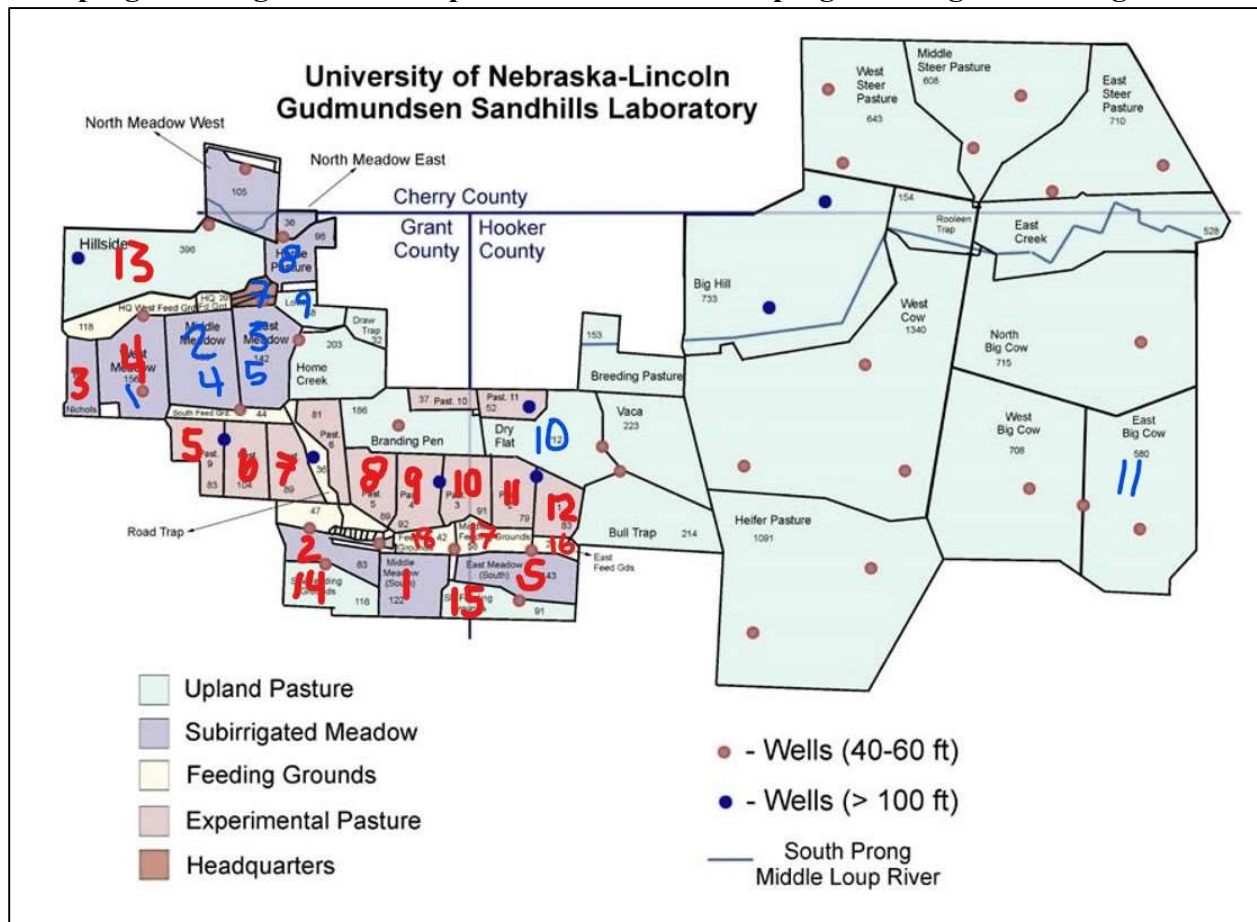 University of Nebraska-Lincoln
Gudmundsen Sandhills Laboratory
North Meadow West
North Meadow East
Cherry County
Grant
County
Hooker
County
West
Steer
Pasture
643
Middle
Steer Pasture
608
East
Steer
Pasture
710
105
36
96
Hillside
396
13
8
Pasture
7
9
HQ West Feed Grd
HQ
118
Middle
Meadow
2
4
3
5
142
Meadow
203
Draw
Trap
32
Home
Creek
3
Nichols
4
1
156
South Feed Grd.
44
154
Rooleen
Trap
East
Creek
528
Big Hill
733
West
Cow
1340
North
Big Cow
715
153
Breeding Pasture
81
Past.
6
186
Branding Pen
37
Past. 10
Past. 11
52
Dry
Flat
10
Vaca
223
West
Big Cow
708
East
Big Cow
580
11
5
Past.
9
83
6
104
7
89
36
8
Past.
5
89
9
92
10
3
91
11
79
12
83
Road Trap
47
18
42
17
16
East
Feed Gds
Bull Trap
214
Heifer Pasture
1091
2
83
14
Grounds
116
Middle
Meadow
(South)
1
122
East Meadow
(South)
5
43
15
91
Upland Pasture
Subirrigated Meadow
Feeding Grounds
Experimental Pasture
Headquarters
- Wells (40-60 ft)
- Wells (> 100 ft)
South Prong
Middle Loup River